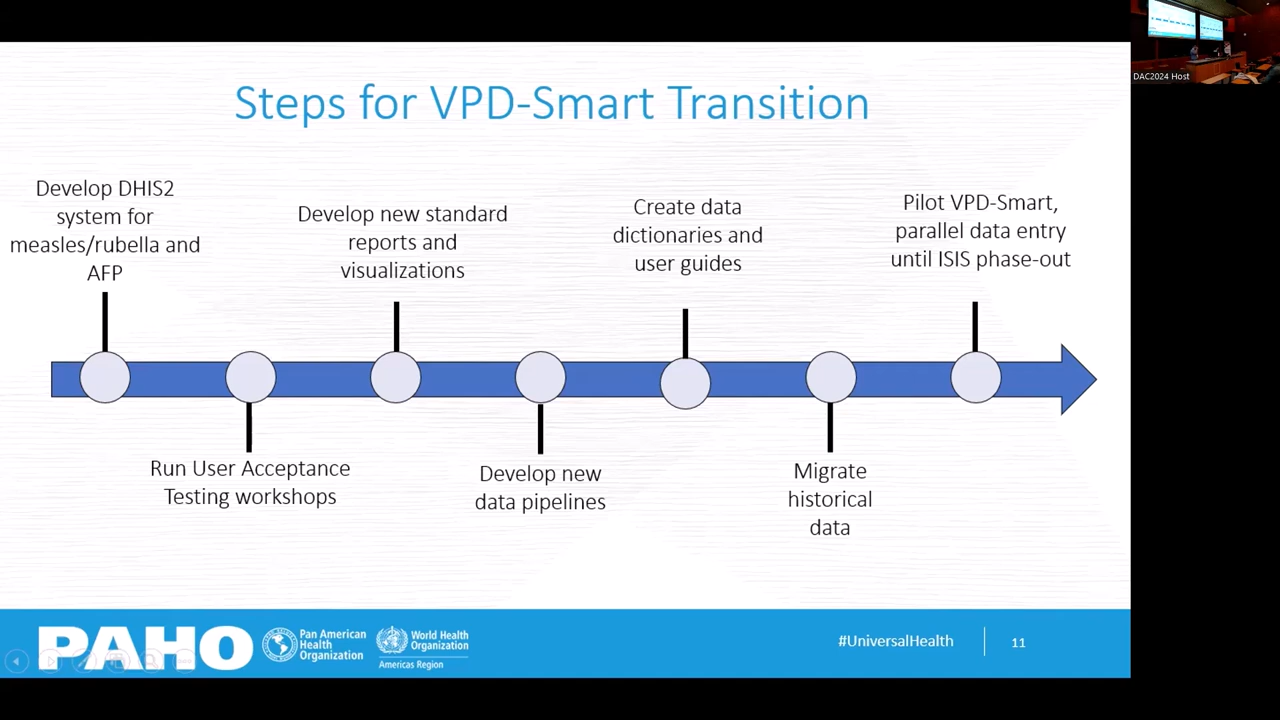 DAC2024 Host
Steps for VPD-Smart Transition
Develop DHIS2
system for
measles/rubella and
AFP
Run User Acceptance
Testing workshops
Develop new standard
reports and
visualizations
Develop new
data pipelines
Create data
dictionaries and
user guides
Migrate
historical
data
Pilot VPD-Smart,
parallel data entry
until ISIS phase-out
PAHO
Pan American
Health
Organization
World Health
Organization
Americas Region
#UniversalHealth
11